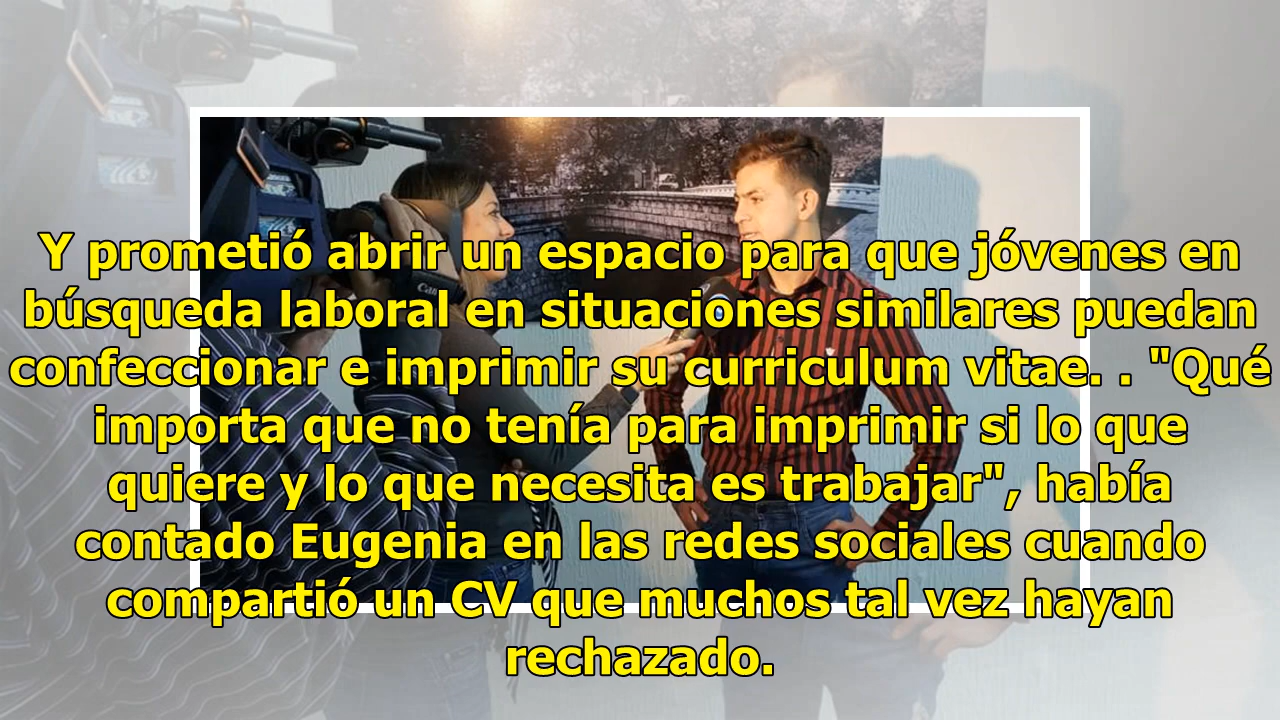 Y prometió abrir un espacio para que jóvenes en
búsqueda laboral en situaciones similares puedan
confeccionar e imprimir su curriculum vitae. . "Qué
importa que no tenía para imprimir si lo que
quiere y lo que necesita es trabajar", había
contado Eugenia en las redes sociales cuando
compartió un CV que muchos tal vez hayan
rechazado.